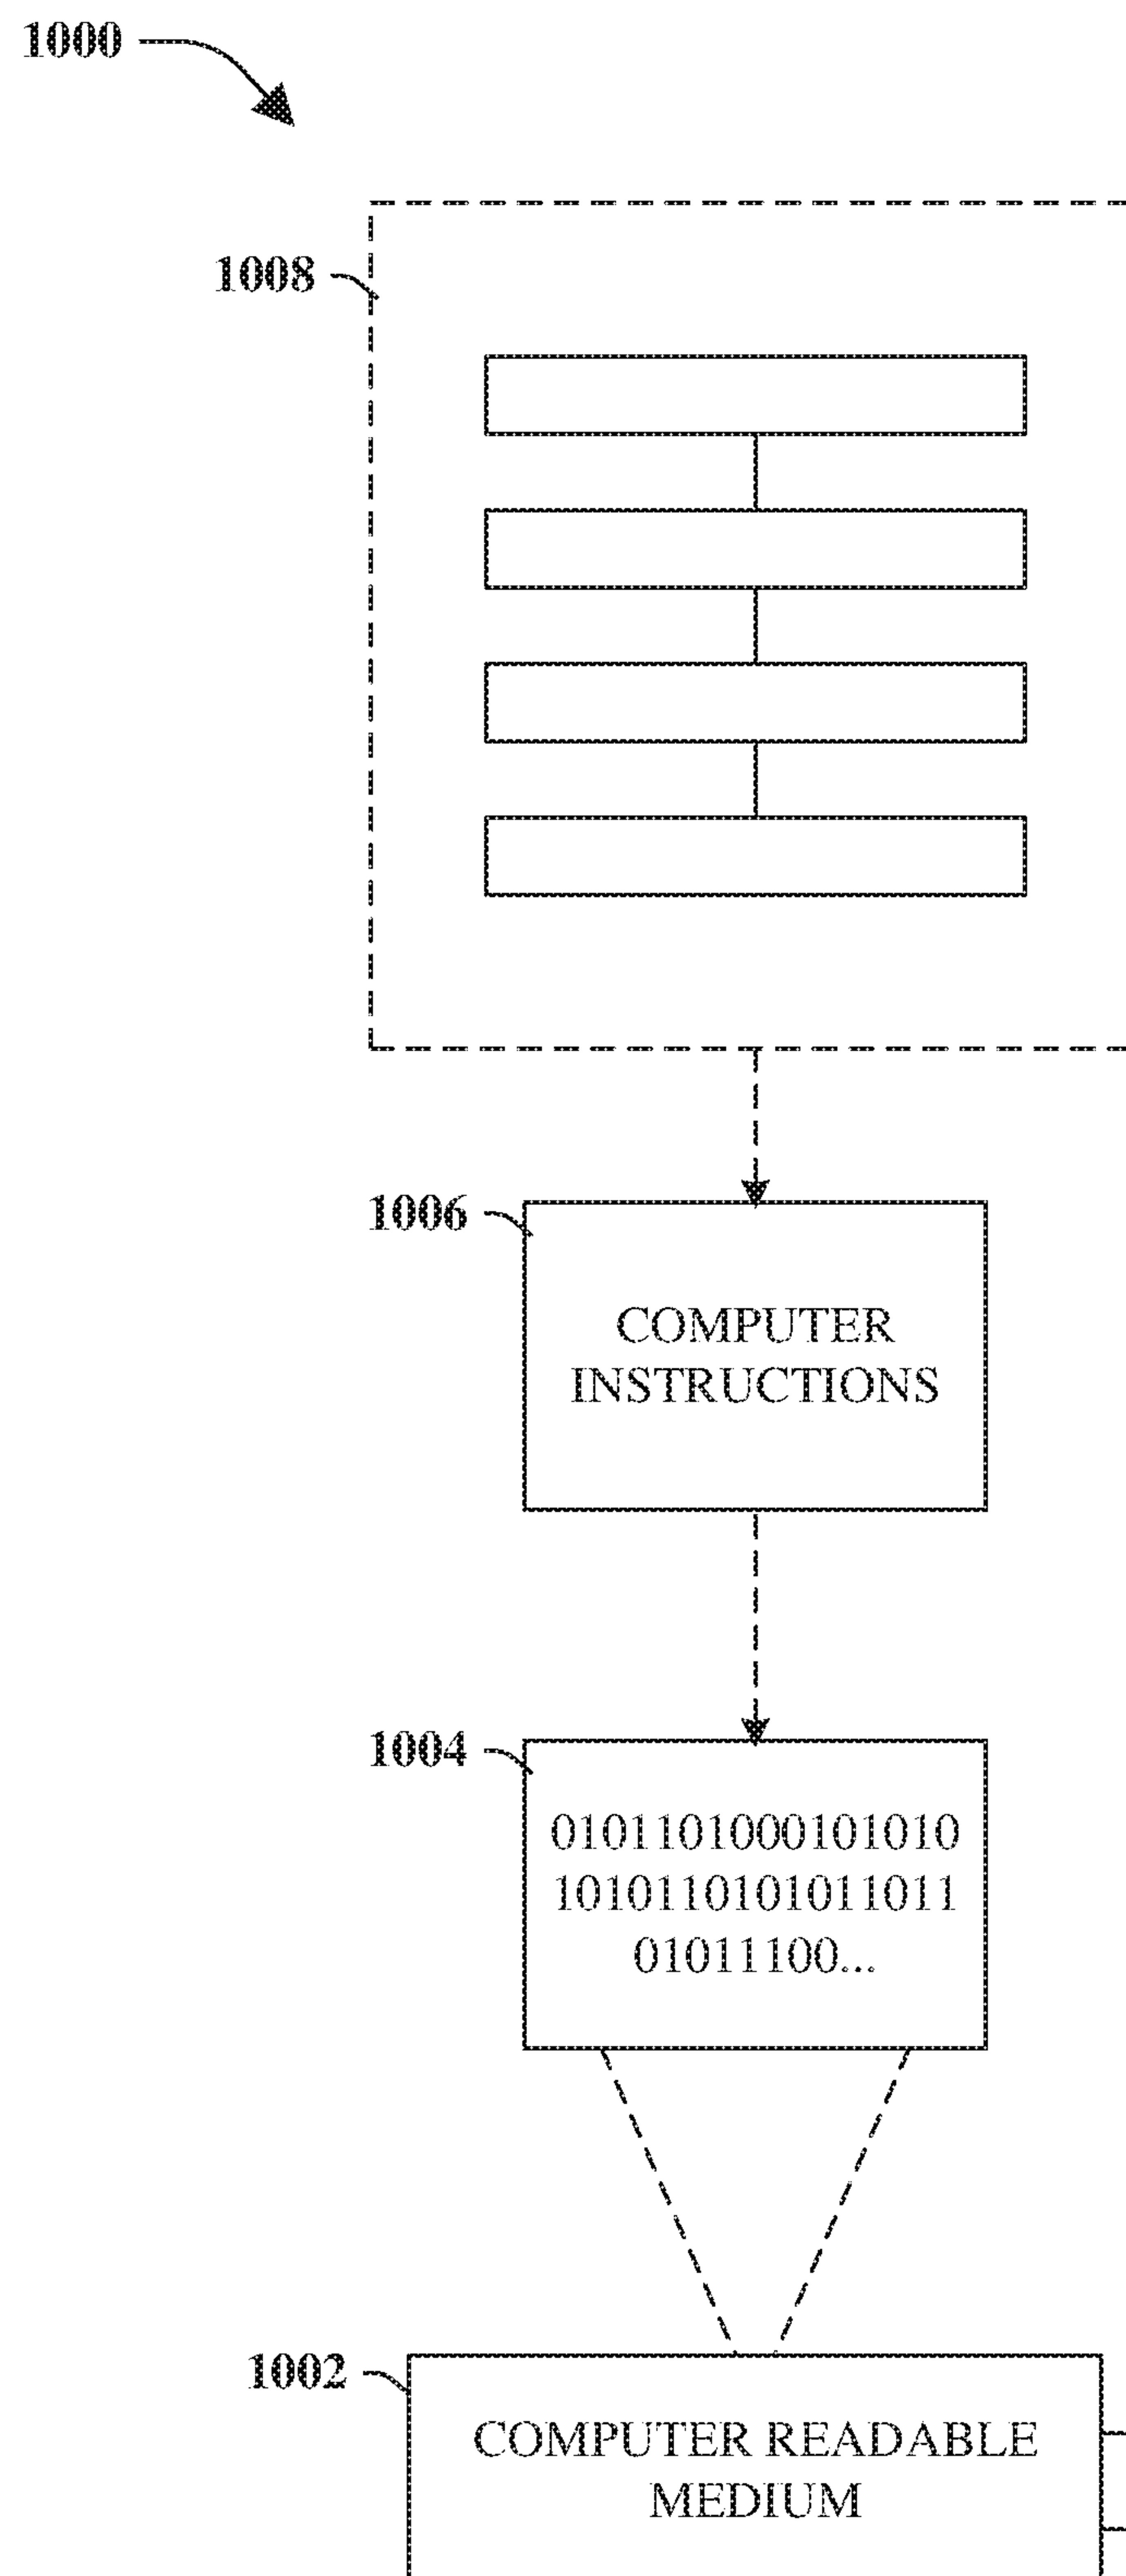 1000
1008
1006
COMPUTER
INSTRUCTIONS
1004
0101101000101010
1010110101011011
01011100...
1002
COMPUTER READABLE
MEDIUM